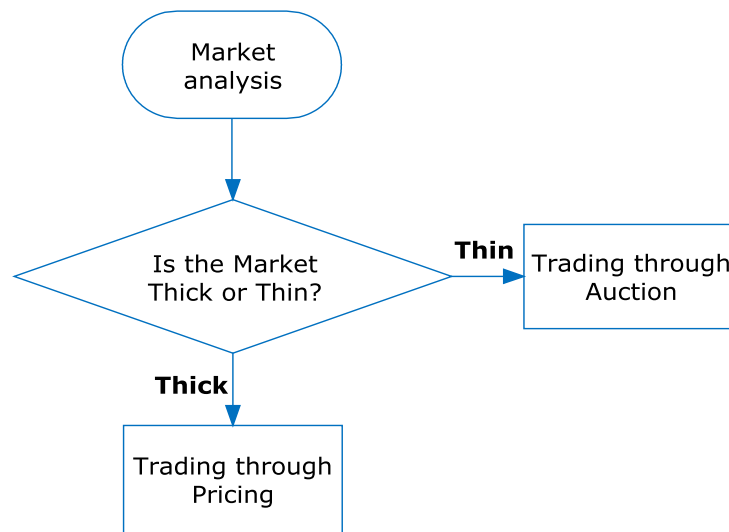 Market
analysis
Is the Market
Thick or Thin?
Thin
Trading through
Auction
Thick
Trading through
Pricing